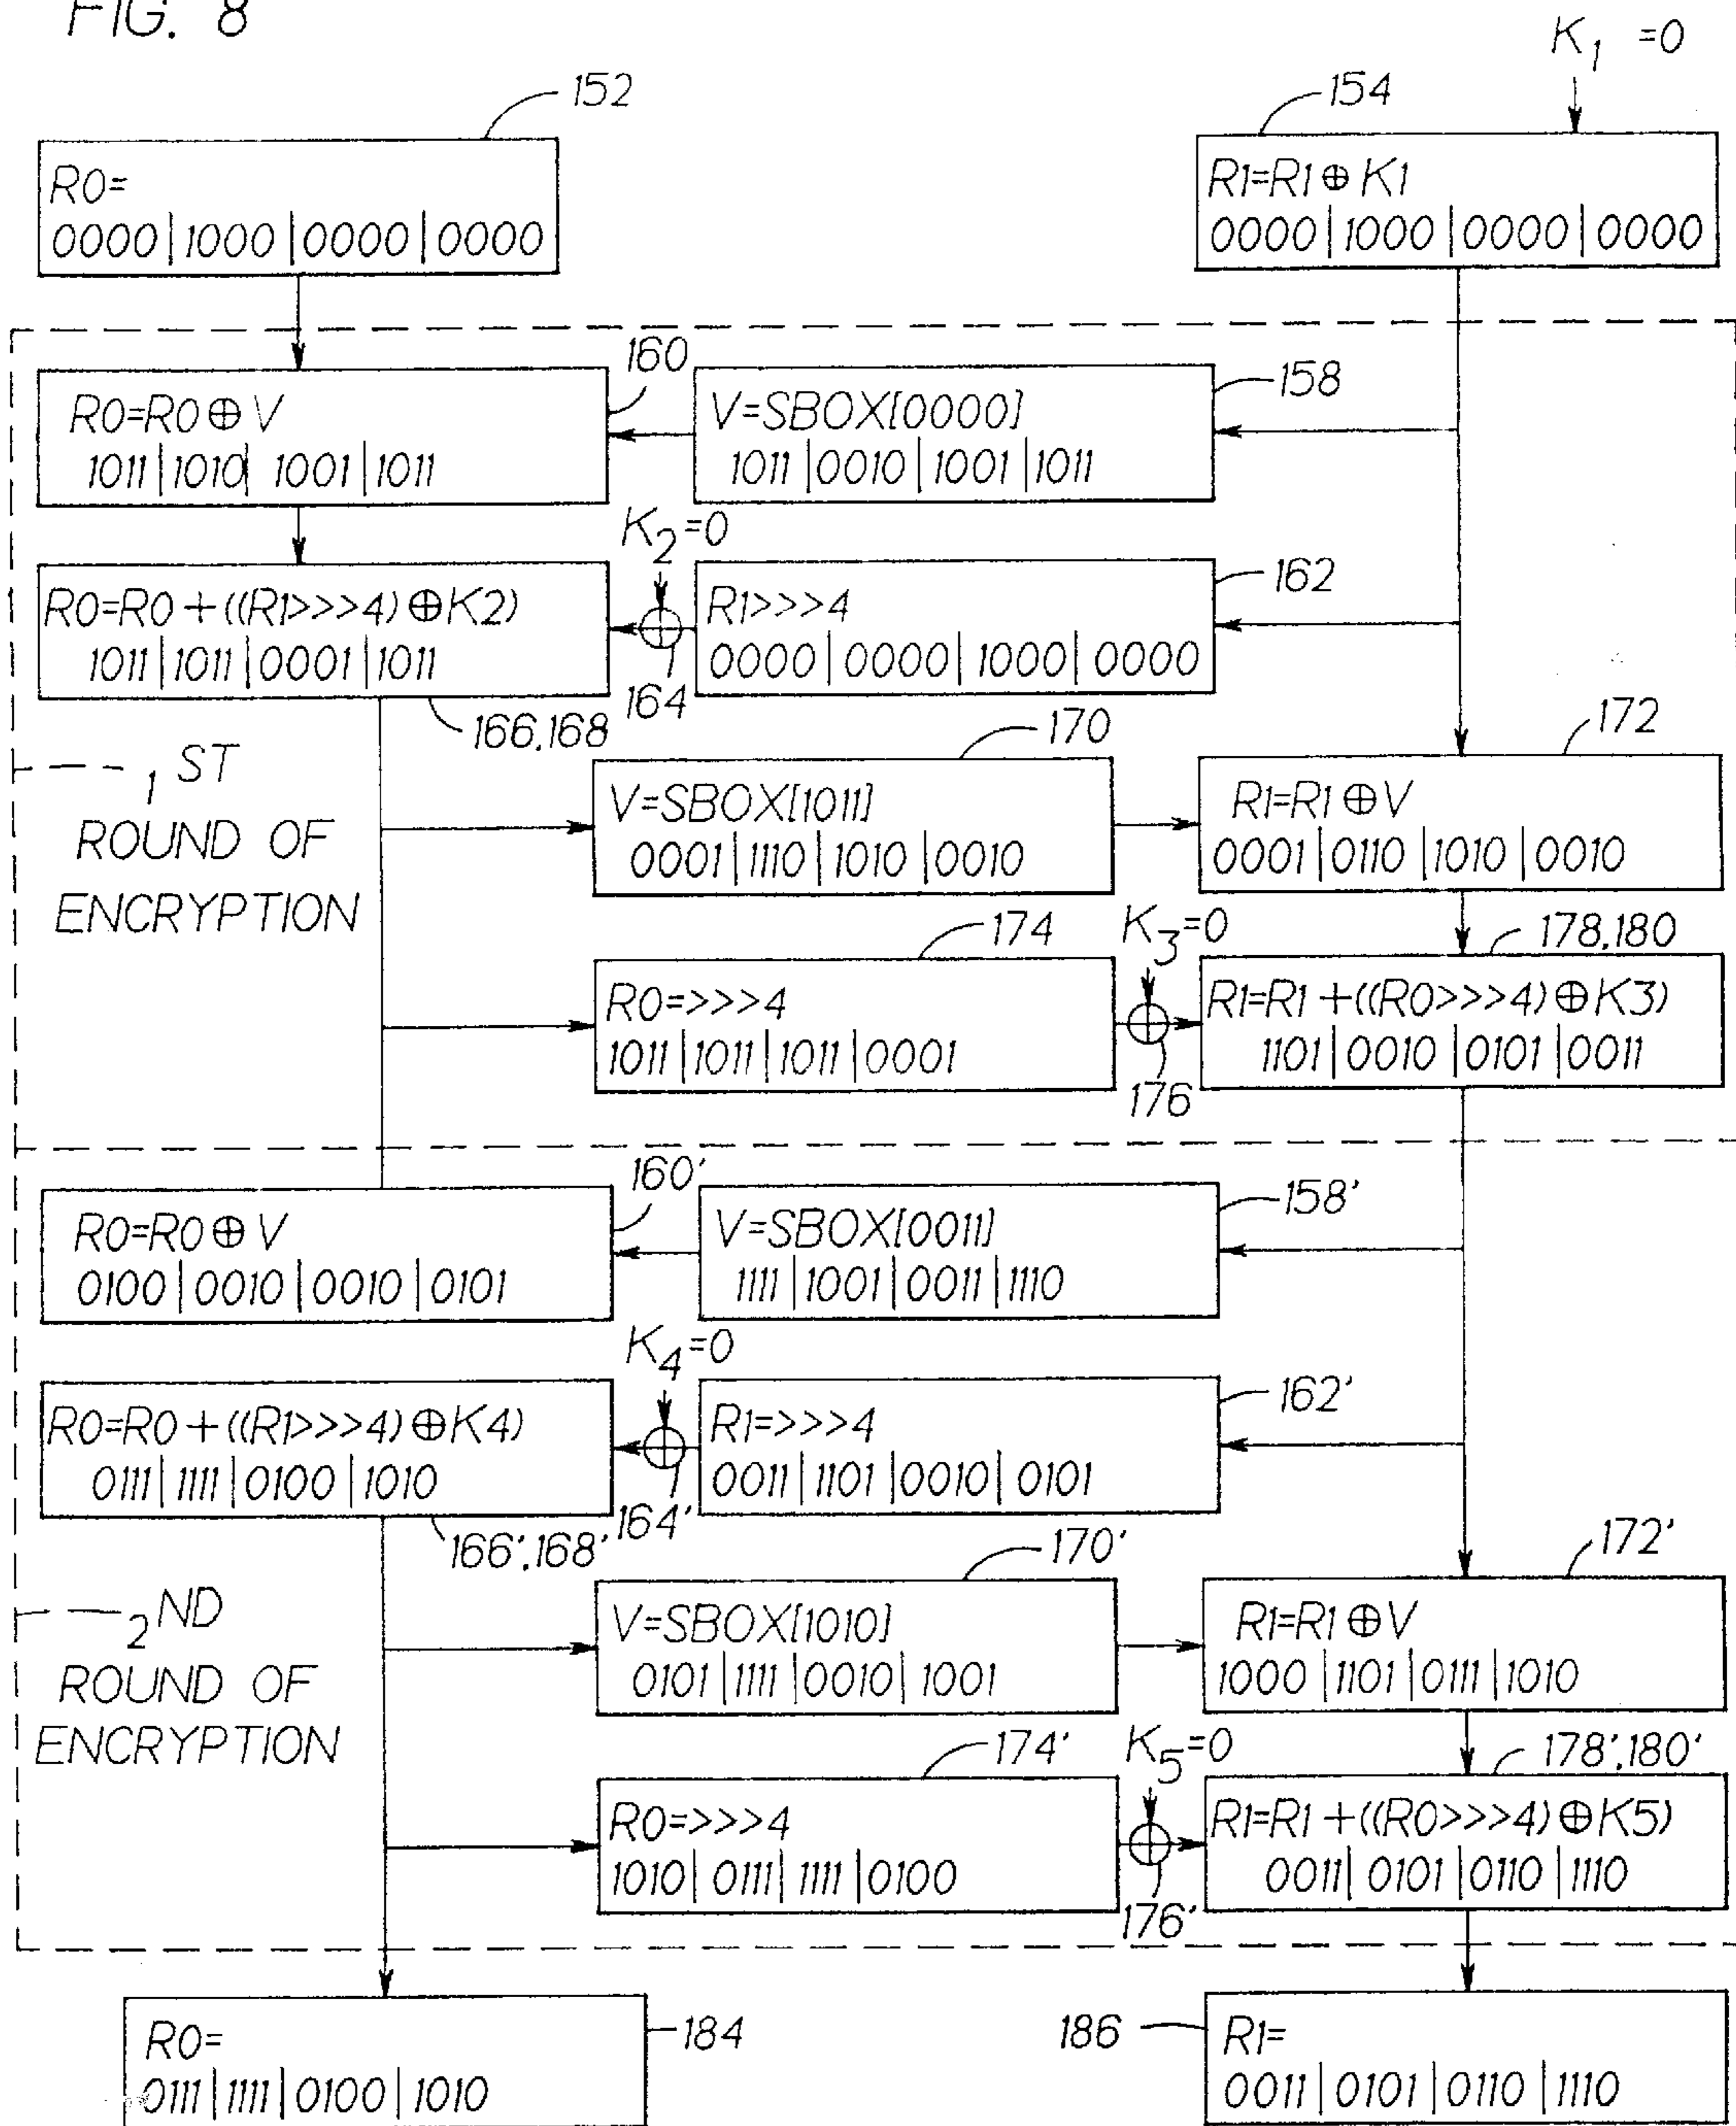 FIG. 8
K1 =0
152
154
R0=
0000|1000|0000|0000
R1=R1⊕K1
0000|1000|0000|0000
160
158
R0=R0⊕V
1011|1010|1001|1011
V=SBOX[0000]
1011|0010|1001|1011
K2=0
162
R0=R0+((R1>>>4)⊕K2)
1011|1011|0001|1011
R1>>>4
0000|0000|1000|0000
164
166,168
170
172
1ST
ROUND OF
ENCRYPTION
V=SBOX[1011]
0001|1110|1010|0010
R1=R1⊕V
0001|0110|1010|0010
174
K3=0
178,180
R0=>>>4
1011|1011|1011|0001
R1=R1+((R0>>>4)⊕K3)
1101|0010|0101|0011
176
160'
158'
R0=R0⊕V
0100|0010|0010|0101
V=SBOX[0011]
1111|1001|0011|1110
K4=0
162'
R0=R0+((R1>>>4)⊕K4)
0111|1111|0100|1010
R1=>>>4
0011|1101|0010|0101
164'
166',168'
170'
172'
2ND
ROUND OF
ENCRYPTION
V=SBOX[1010]
0101|1111|0010|1001
R1=R1⊕V
1000|1101|0111|1010
174'
K5=0
178',180'
R0=>>>4
1010|0111|1111|0100
R1=R1+((R0>>>4)⊕K5)
0011|0101|0110|1110
176'
184
186
R0=
0111|1111|0100|1010
R1=
0011|0101|0110|1110